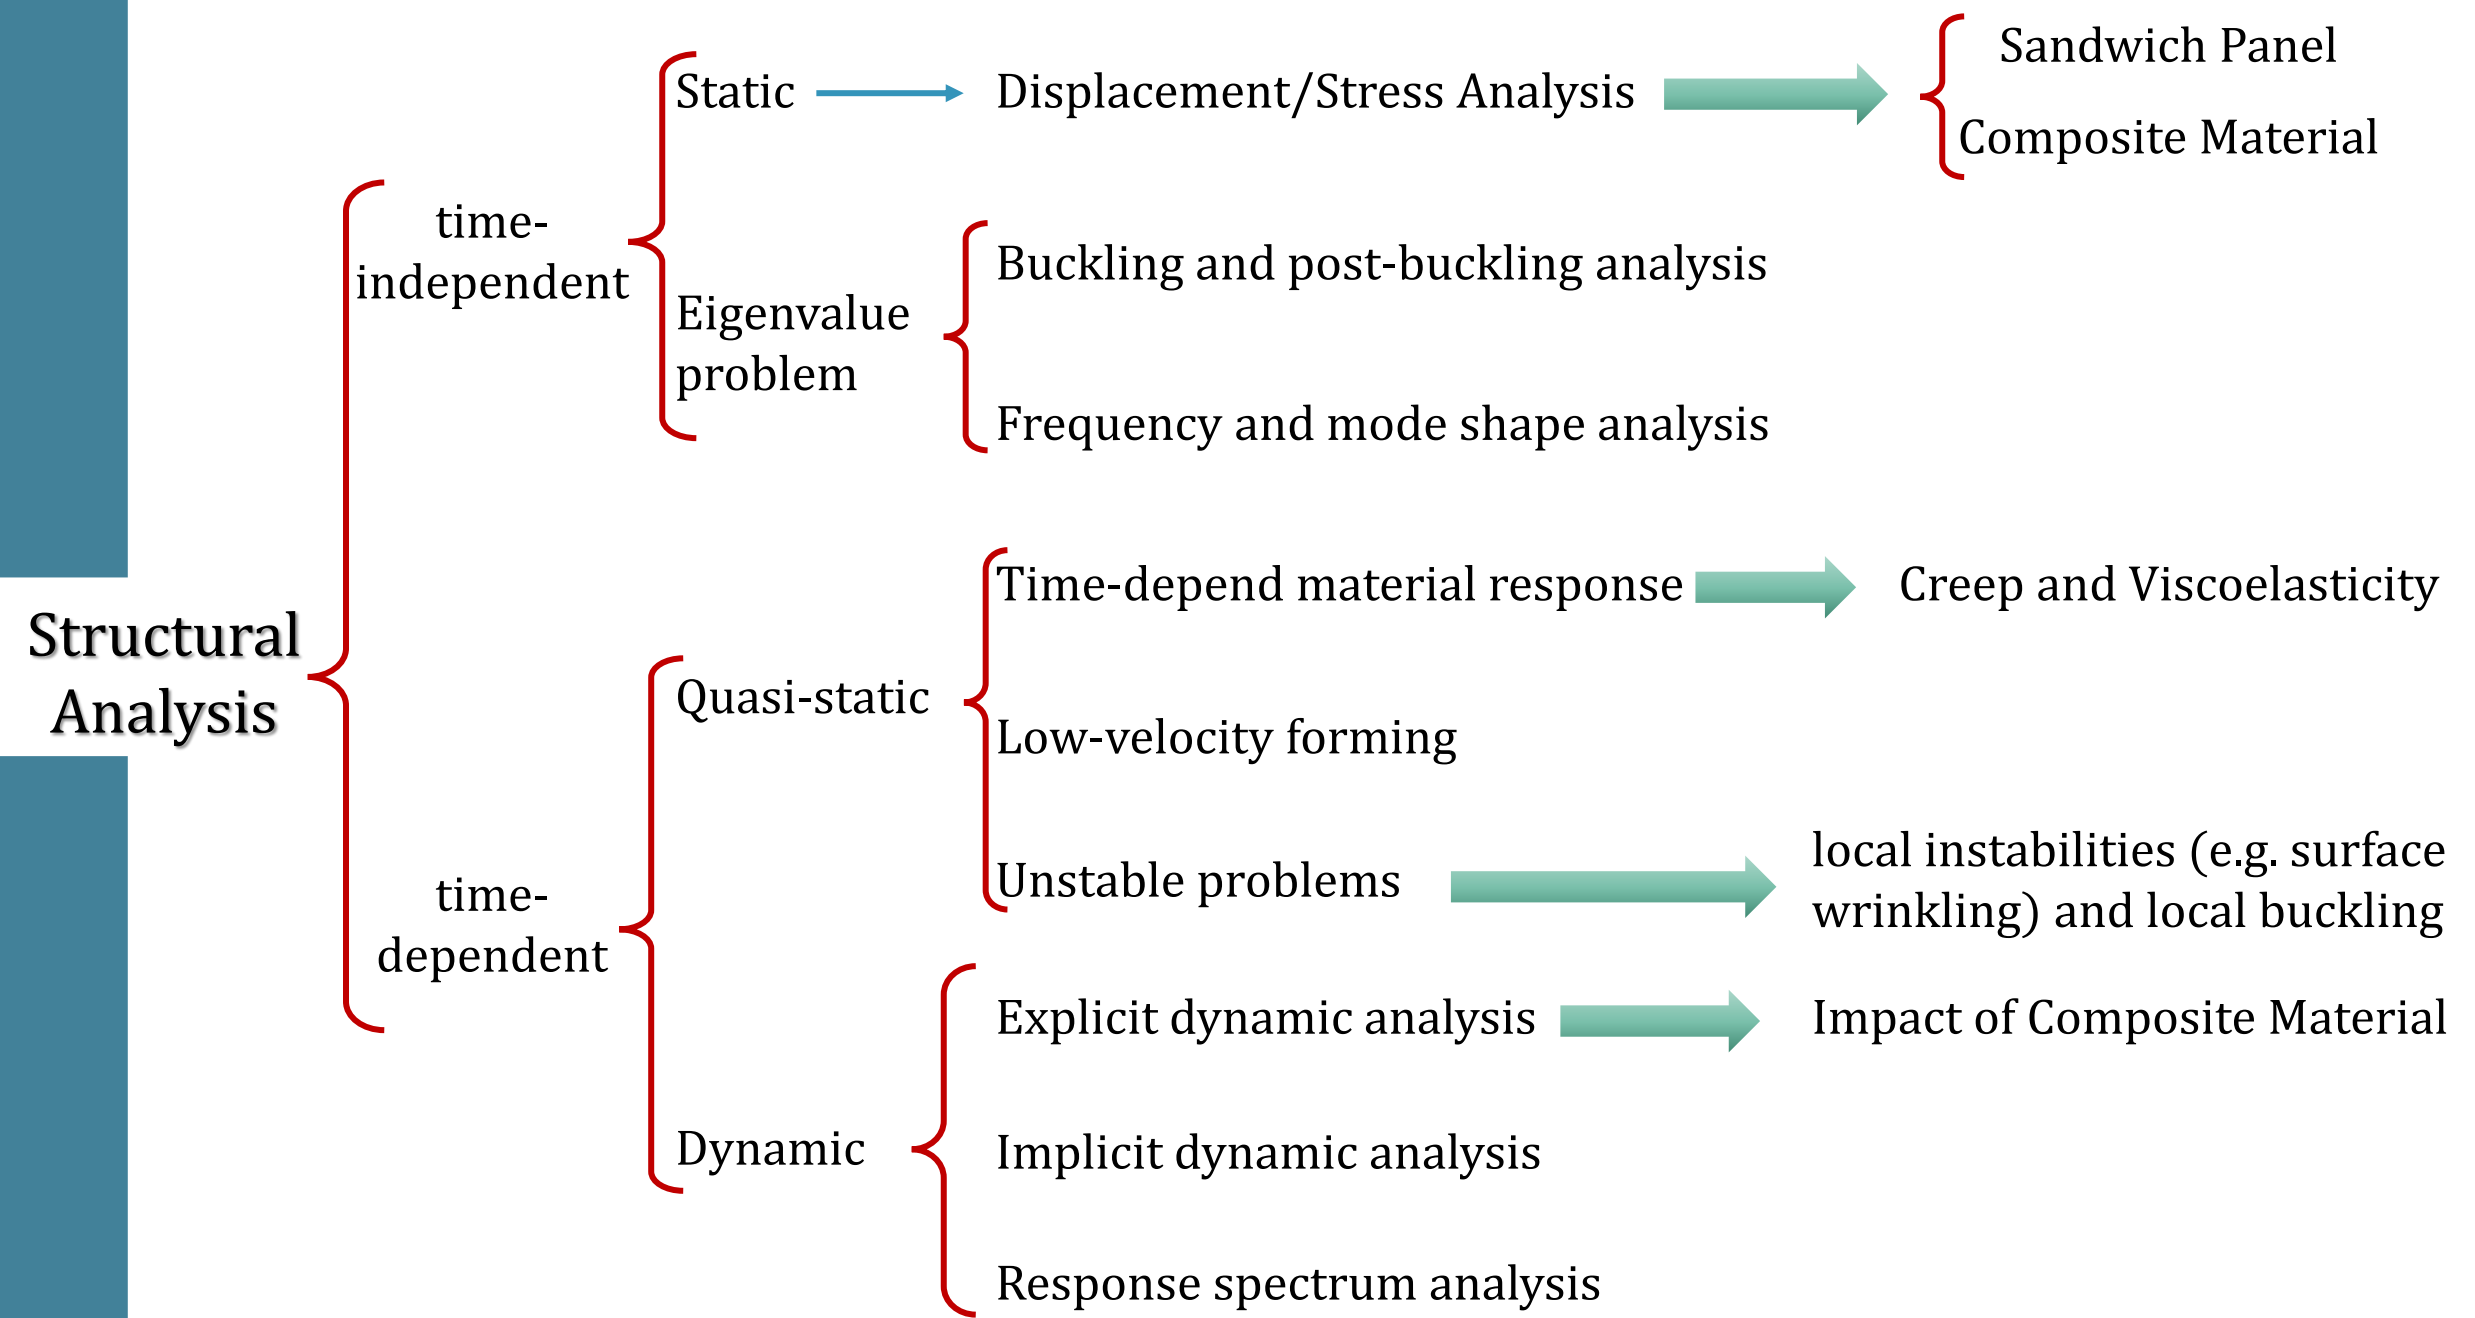 Structural
Analysis
time-
independent
Static
Displacement/Stress Analysis
Sandwich Panel
Composite Material
Eigenvalue
problem
Buckling and post-buckling analysis
Frequency and mode shape analysis
time-
dependent
Quasi-static
Time-depend material response
Creep and Viscoelasticity
Low-velocity forming
Unstable problems
local instabilities (e.g. surface
wrinkling) and local buckling
Dynamic
Explicit dynamic analysis
Impact of Composite Material
Implicit dynamic analysis
Response spectrum analysis